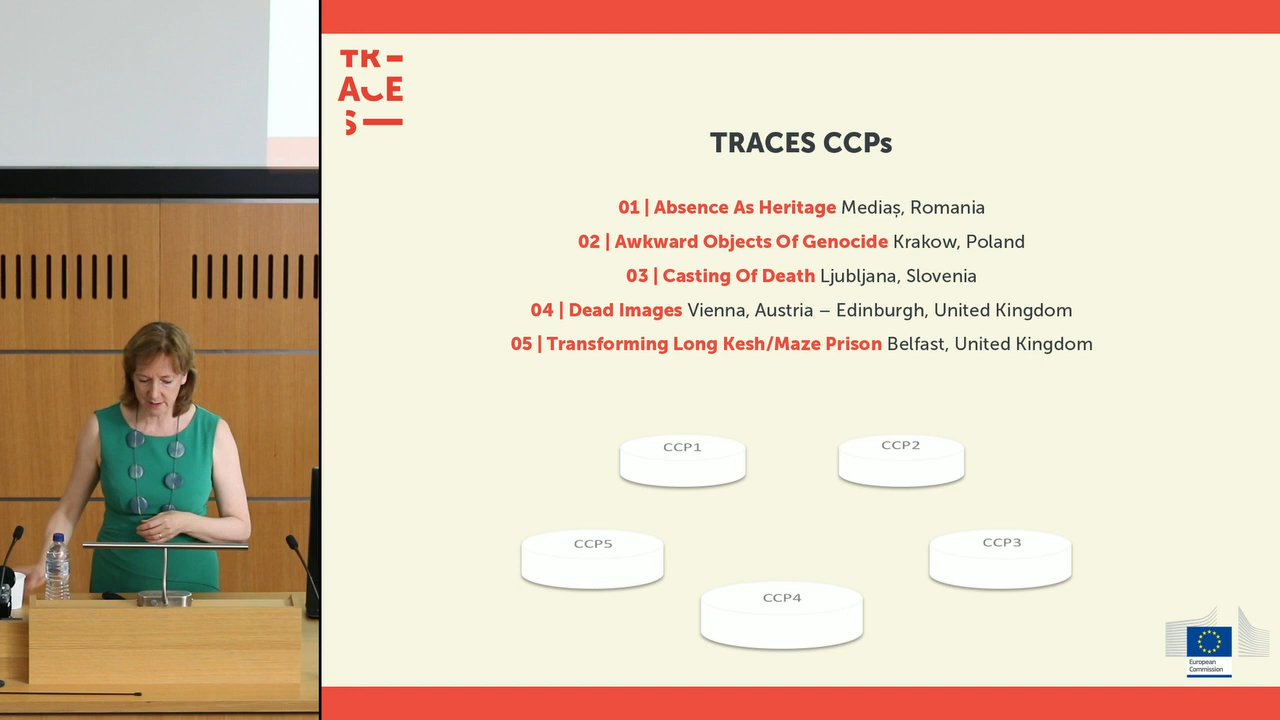 TR
ACE
S
TRACES CCPs
01 | Absence As Heritage Mediaș, Romania
02 | Awkward Objects Of Genocide Krakow, Poland
03 | Casting Of Death Ljubljana, Slovenia
04 | Dead Images Vienna, Austria – Edinburgh, United Kingdom
05 | Transforming Long Kesh/Maze Prison Belfast, United Kingdom
CCP1
CCP2
CCP5
CCP3
CCP4
European
Commission